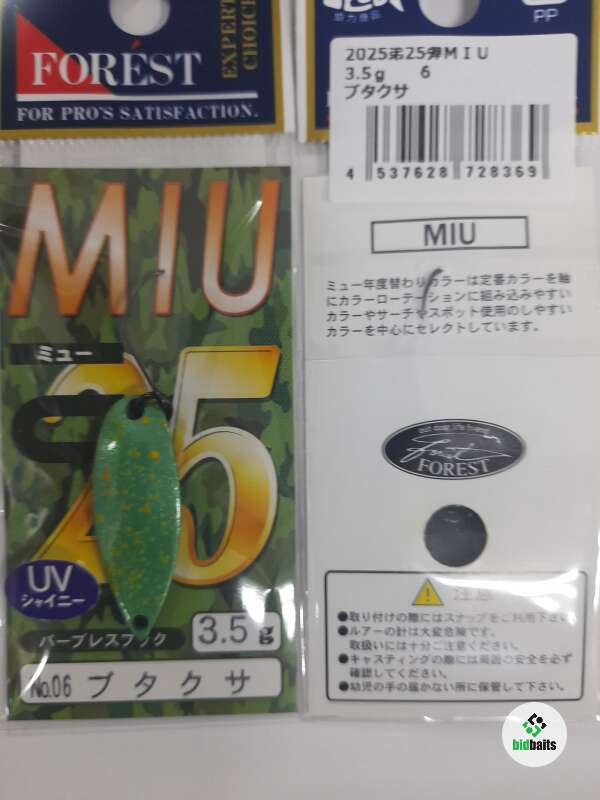 FORÉST
EXPERT
CHOICE
FOR PRO'S SATISFACTION.
MIU
ミュー
25
UV
シャイニー
バーブレスフック
3.5g
No.06 ブタクサ
PP
2025 25弾MIU
3.5g 6
ブタクサ
4 537628 728369
MIU
ミュー年度替わりカラーは定番カラーを軸
にカラーローテーションに組み込みやすい
カラーやサーチやスポット使用のしやすい
カラーを中心にセレクトしています。
FOREST
注意
●取り付けの際にはスナップをご利用下さい。
●ルアーの針は大変危険です。
取扱いには十分ご注意ください。
●キャスティングの際には周囲の安全を必ず
確認してください。
●幼児の手の届かない所に保管して下さい。
bidbaits